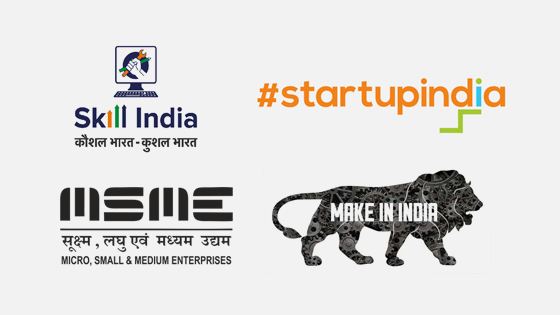 Skill India
कौशल भारत - कुशल भारत
#startupindia
MSME
सूक्ष्म , लघु एवं मध्यम उद्यम
MICRO, SMALL & MEDIUM ENTERPRISES
MAKE IN INDIA